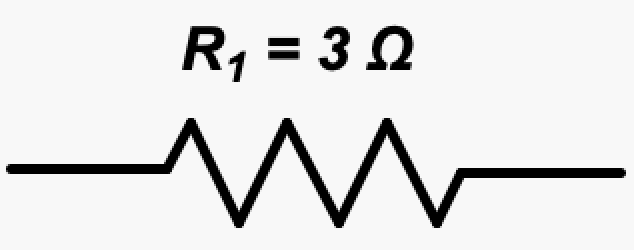 R₁ = 3 Ω